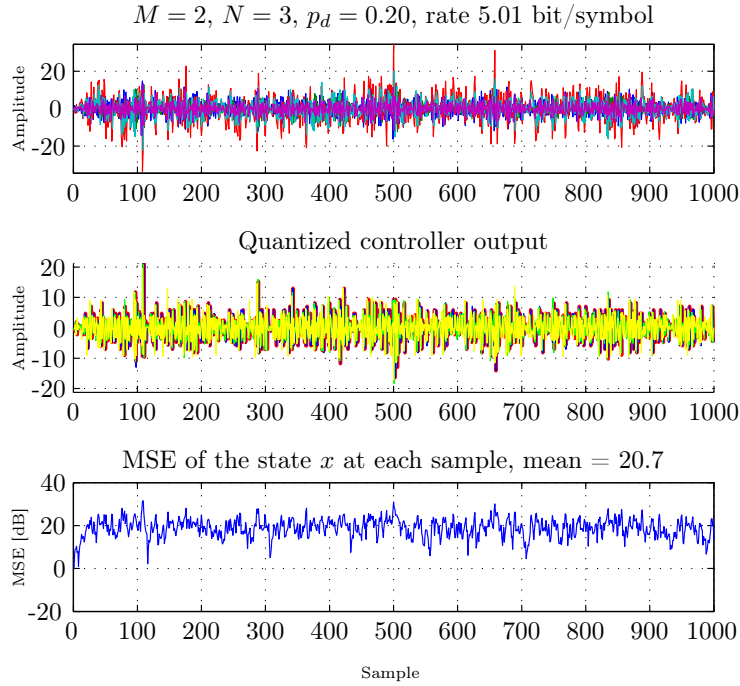 M = 2, N = 3, p_d = 0.20, rate 5.01 bit/symbol
Amplitude
20
0
-20
0 100 200 300 400 500 600 700 800 900 1000
Quantized controller output
Amplitude
20
10
0
-10
-20
0 100 200 300 400 500 600 700 800 900 1000
MSE of the state x at each sample, mean = 20.7
MSE [dB]
40
20
0
-20
0 100 200 300 400 500 600 700 800 900 1000
Sample